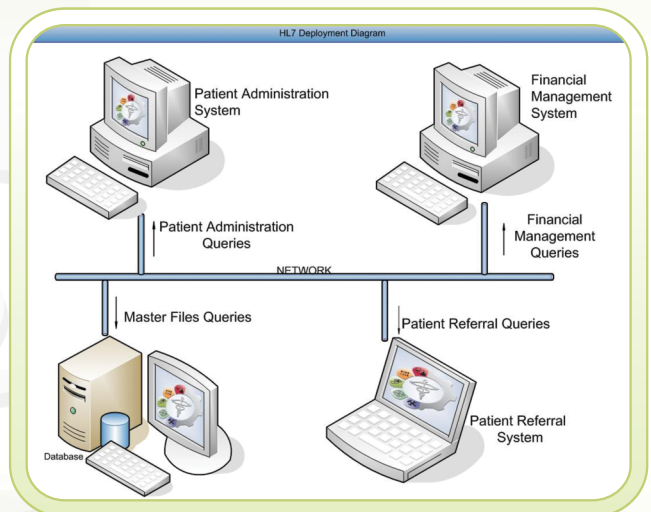 HL7 Deployment Diagram
Patient Administration
System
Financial
Management
System
Patient Administration
Queries
Financial
Management
Queries
NETWORK
Master Files Queries
Patient Referral Queries
Patient Referral
System
Database